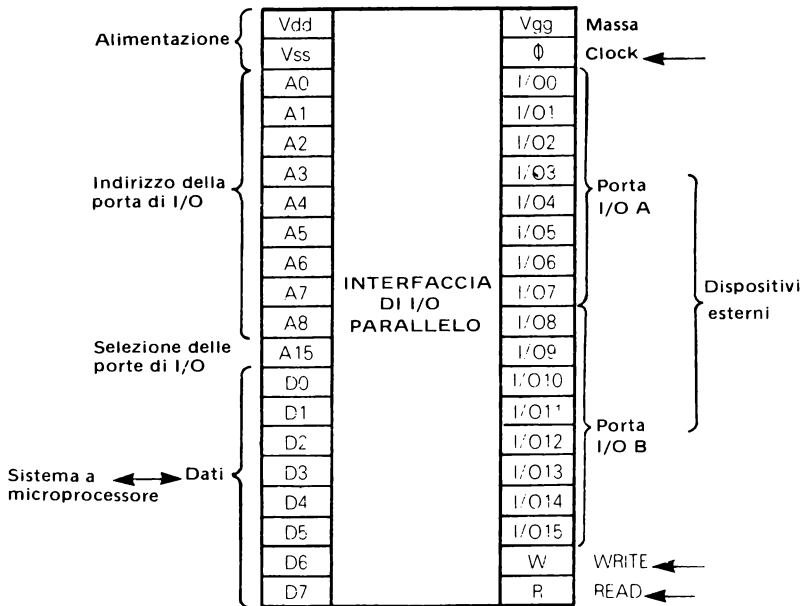 Alimentazione
Vdd
Vss
Vgg
Massa
Φ
Clock
Indirizzo della
porta di I/O
A0
A1
A2
A3
A4
A5
A6
A7
A8
Selezione delle
porte di I/O
A15
Sistema a
microprocessore
Dati
D0
D1
D2
D3
D4
D5
D6
D7
INTERFACCIA
DI I/O
PARALLELO
I/O0
I/O1
I/O2
I/O3
I/O4
I/O5
I/O6
I/O7
Porta
I/O A
I/O8
I/O9
I/O10
I/O11
I/O12
I/O13
I/O14
I/O15
Porta
I/O B
Dispositivi
esterni
W
WRITE
R
READ